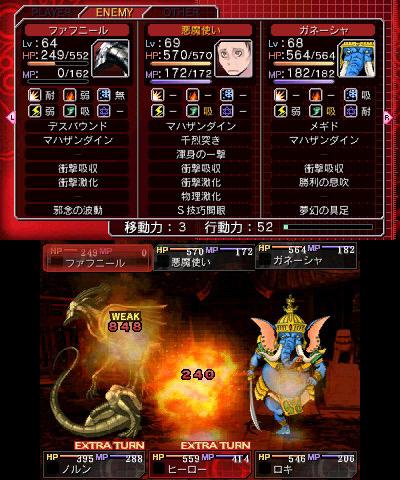 PLAYER ENEMY OTHER
ファフニール 悪魔使い ガネーシャ
Lv:64 Lv:69 Lv:68
HP:249/552 HP:570/570 HP:564/564
MP: 0/162 MP:172/172 MP:182/182
耐 弱 無 - - - - - 吸
弱 吸 - - 吸 - 弱 吸 -
デスバウンド マハザンダイン メギド
マハザンダイン 千烈突き マハザンダイン
- 渾身の一撃
衝撃吸収 衝撃吸収 衝撃吸収
衝撃激化 衝撃激化 勝利の息吹
物理激化
邪念の波動 S技巧開眼 夢幻の具足
L 移動力:3 行動力:52 R
HP 249 MP 0 HP 570 MP 172 HP 564 MP 182
ファフニール 悪魔使い ガネーシャ
WEAK
848
240
EXTRA TURN EXTRA TURN
HP 395 MP 288 HP 559 MP 414 HP 546 MP 206
ノルン ヒーロー ロキ